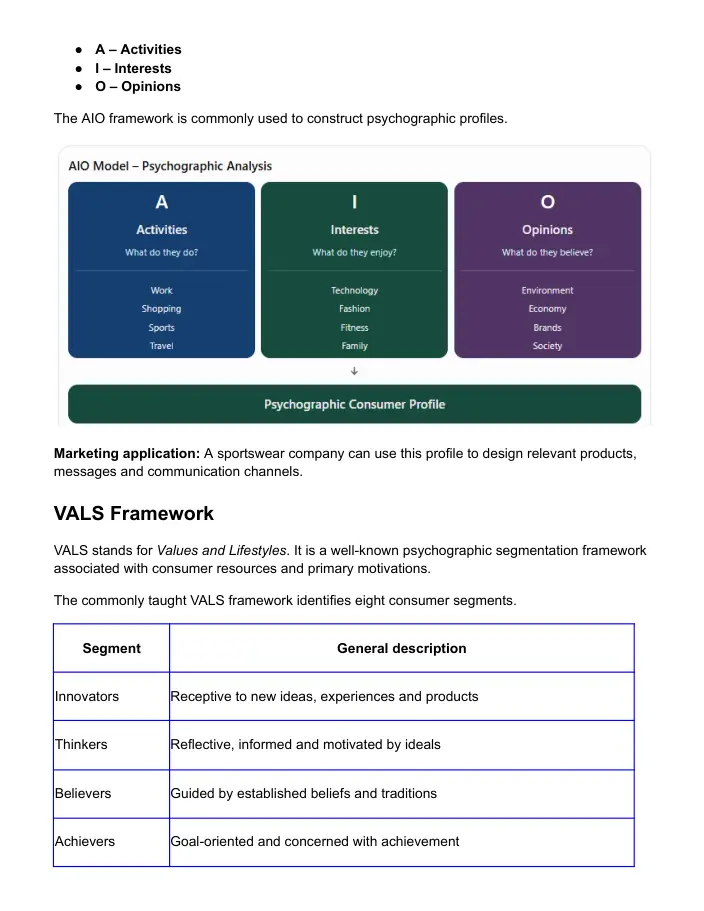 ● A – Activities
● I – Interests
● O – Opinions
The AIO framework is commonly used to construct psychographic profiles.
AIO Model – Psychographic Analysis
A
Activities
What do they do?
Work
Shopping
Sports
Travel
I
Interests
What do they enjoy?
Technology
Fashion
Fitness
Family
O
Opinions
What do they believe?
Environment
Economy
Brands
Society
↓
Psychographic Consumer Profile
Marketing application: A sportswear company can use this profile to design relevant products,
messages and communication channels.
VALS Framework
VALS stands for Values and Lifestyles. It is a well-known psychographic segmentation framework
associated with consumer resources and primary motivations.
The commonly taught VALS framework identifies eight consumer segments.
Segment General description
Innovators Receptive to new ideas, experiences and products
Thinkers Reflective, informed and motivated by ideals
Believers Guided by established beliefs and traditions
Achievers Goal-oriented and concerned with achievement